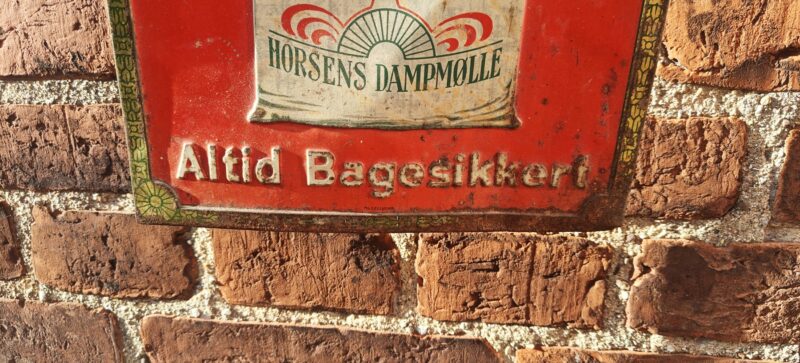 HORSENS DAMPMØLLE
Altid Bagesikkert